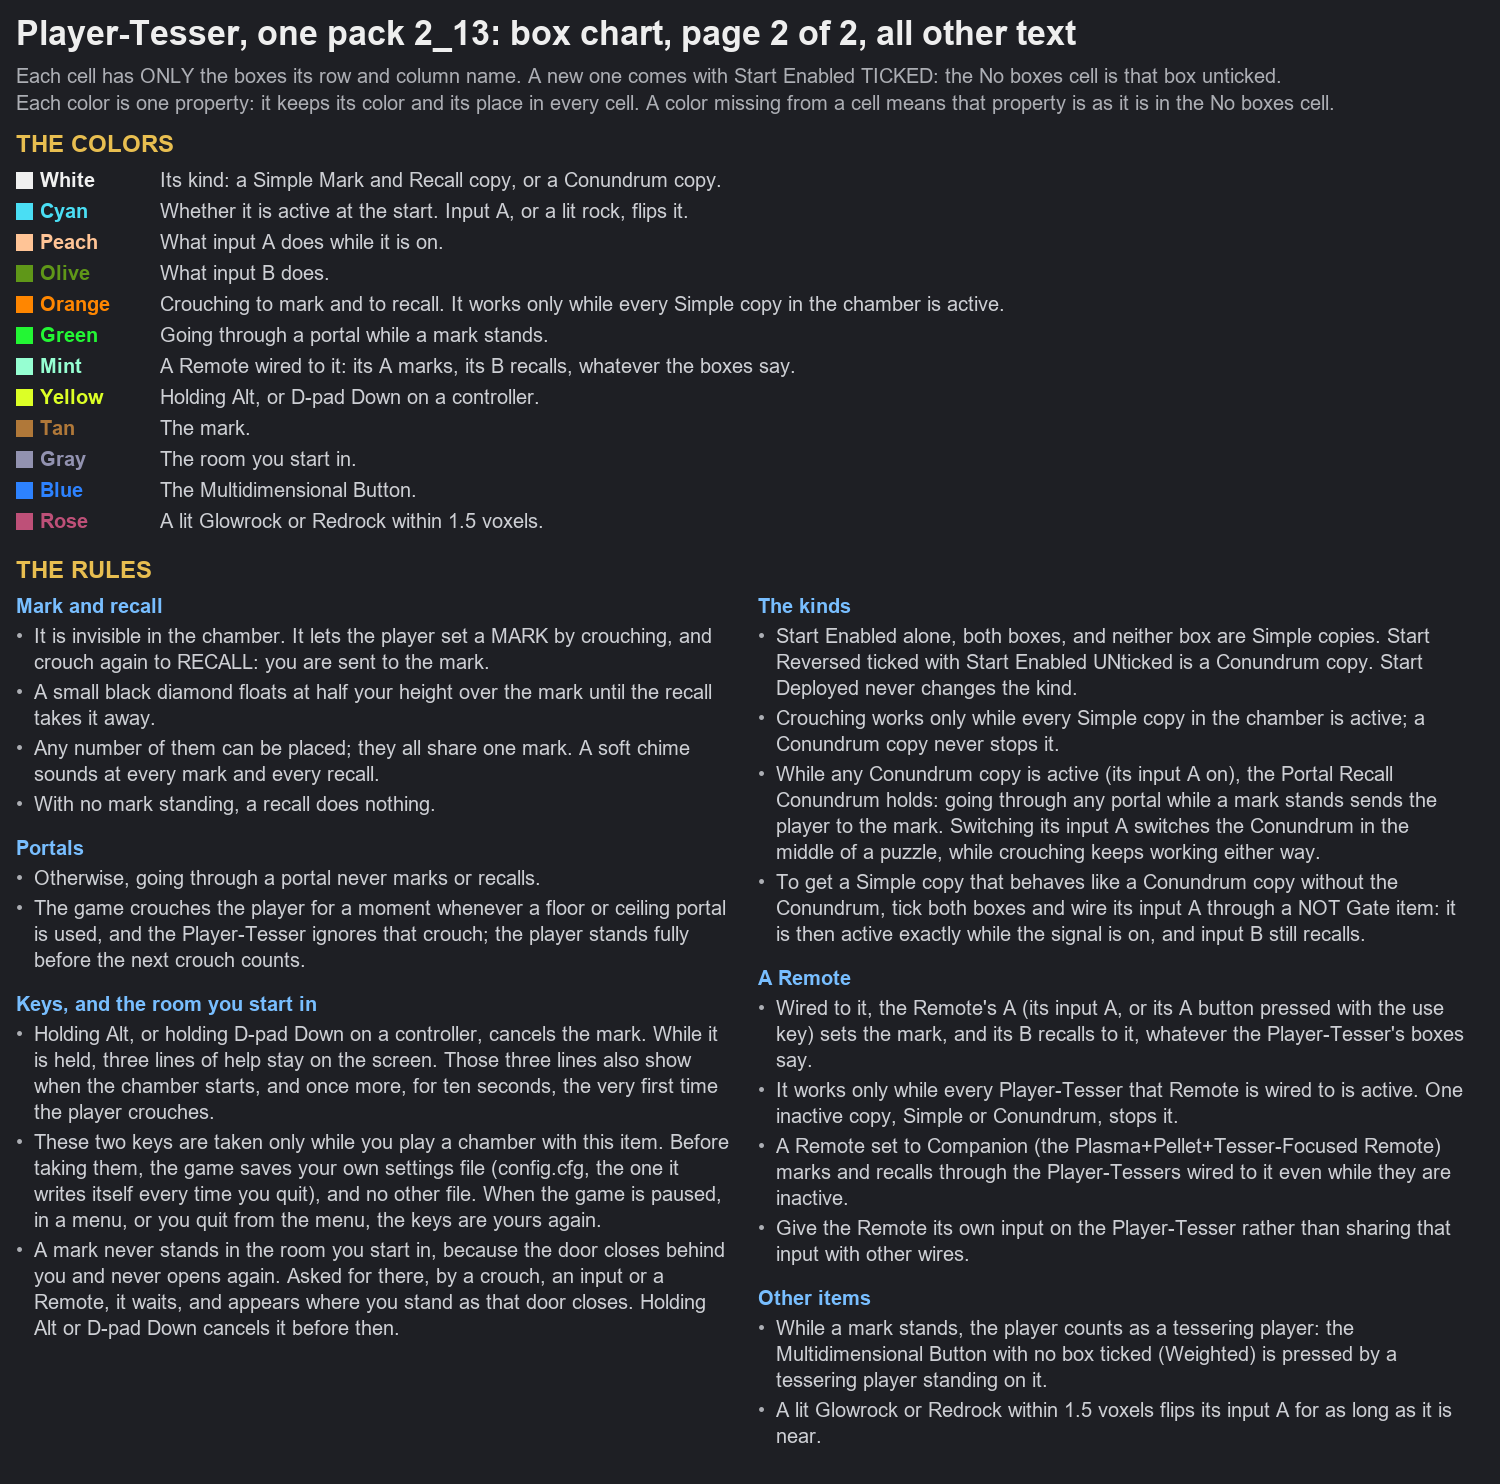 Player-Tesser, one pack 2_13: box chart, page 2 of 2, all other text
Each cell has ONLY the boxes its row and column name. A new one comes with Start Enabled TICKED: the No boxes cell is that box unticked.
Each color is one property: it keeps its color and its place in every cell. A color missing from a cell means that property is as it is in the No boxes cell.
THE COLORS
White Its kind: a Simple Mark and Recall copy, or a Conundrum copy.
Cyan Whether it is active at the start. Input A, or a lit rock, flips it.
Peach What input A does while it is on.
Olive What input B does.
Orange Crouching to mark and to recall. It works only while every Simple copy in the chamber is active.
Green Going through a portal while a mark stands.
Mint A Remote wired to it: its A marks, its B recalls, whatever the boxes say.
Yellow Holding Alt, or D-pad Down on a controller.
Tan The mark.
Gray The room you start in.
Blue The Multidimensional Button.
Rose A lit Glowrock or Redrock within 1.5 voxels.
THE RULES
Mark and recall
• It is invisible in the chamber. It lets the player set a MARK by crouching, and
crouch again to RECALL: you are sent to the mark.
• A small black diamond floats at half your height over the mark until the recall
takes it away.
• Any number of them can be placed; they all share one mark. A soft chime
sounds at every mark and every recall.
• With no mark standing, a recall does nothing.
Portals
• Otherwise, going through a portal never marks or recalls.
• The game crouches the player for a moment whenever a floor or ceiling portal
is used, and the Player-Tesser ignores that crouch; the player stands fully
before the next crouch counts.
Keys, and the room you start in
• Holding Alt, or holding D-pad Down on a controller, cancels the mark. While it
is held, three lines of help stay on the screen. Those three lines also show
when the chamber starts, and once more, for ten seconds, the very first time
the player crouches.
• These two keys are taken only while you play a chamber with this item. Before
taking them, the game saves your own settings file (config.cfg, the one it
writes itself every time you quit), and no other file. When the game is paused,
in a menu, or you quit from the menu, the keys are yours again.
• A mark never stands in the room you start in, because the door closes behind
you and never opens again. Asked for there, by a crouch, an input or a
Remote, it waits, and appears where you stand as that door closes. Holding
Alt or D-pad Down cancels it before then.
The kinds
• Start Enabled alone, both boxes, and neither box are Simple copies. Start
Reversed ticked with Start Enabled UNticked is a Conundrum copy. Start
Deployed never changes the kind.
• Crouching works only while every Simple copy in the chamber is active; a
Conundrum copy never stops it.
• While any Conundrum copy is active (its input A on), the Portal Recall
Conundrum holds: going through any portal while a mark stands sends the
player to the mark. Switching its input A switches the Conundrum in the
middle of a puzzle, while crouching keeps working either way.
• To get a Simple copy that behaves like a Conundrum copy without the
Conundrum, tick both boxes and wire its input A through a NOT Gate item: it
is then active exactly while the signal is on, and input B still recalls.
A Remote
• Wired to it, the Remote's A (its input A, or its A button pressed with the use
key) sets the mark, and its B recalls to it, whatever the Player-Tesser's boxes
say.
• It works only while every Player-Tesser that Remote is wired to is active. One
inactive copy, Simple or Conundrum, stops it.
• A Remote set to Companion (the Plasma+Pellet+Tesser-Focused Remote)
marks and recalls through the Player-Tessers wired to it even while they are
inactive.
• Give the Remote its own input on the Player-Tesser rather than sharing that
input with other wires.
Other items
• While a mark stands, the player counts as a tessering player: the
Multidimensional Button with no box ticked (Weighted) is pressed by a
tessering player standing on it.
• A lit Glowrock or Redrock within 1.5 voxels flips its input A for as long as it is
near.